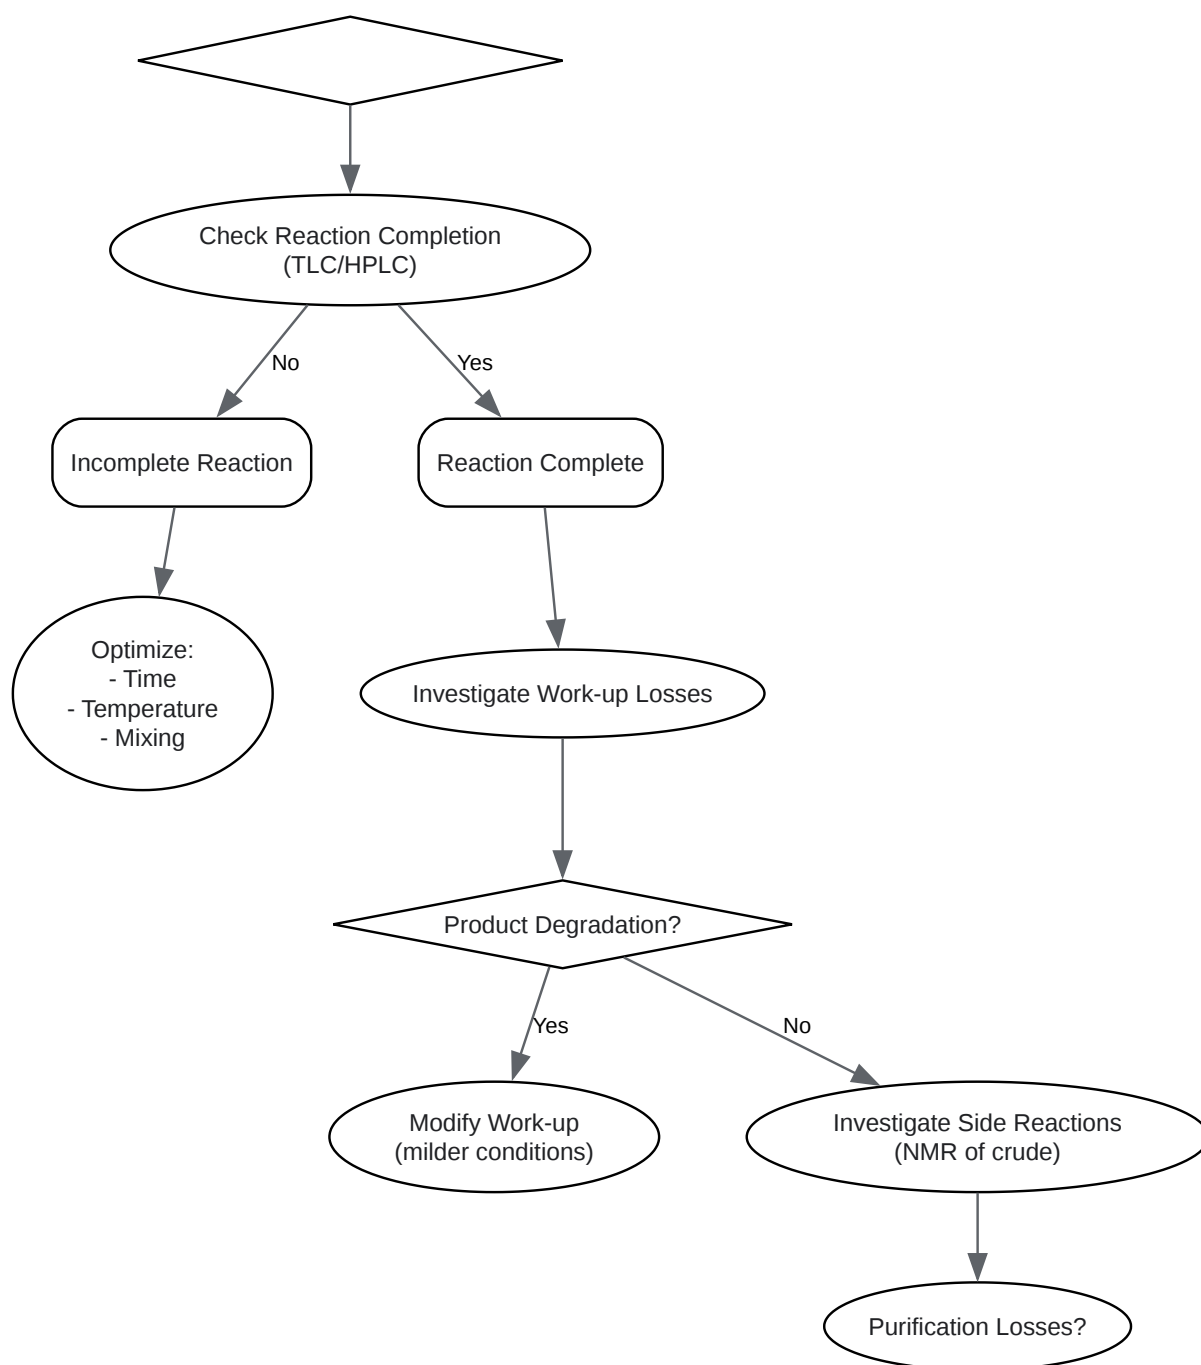 Check Reaction Completion
(TLC/HPLC)
No
Yes
Incomplete Reaction
Reaction Complete
Optimize:
- Time
- Temperature
- Mixing
Investigate Work-up Losses
Product Degradation?
Yes
No
Modify Work-up
(milder conditions)
Investigate Side Reactions
(NMR of crude)
Purification Losses?